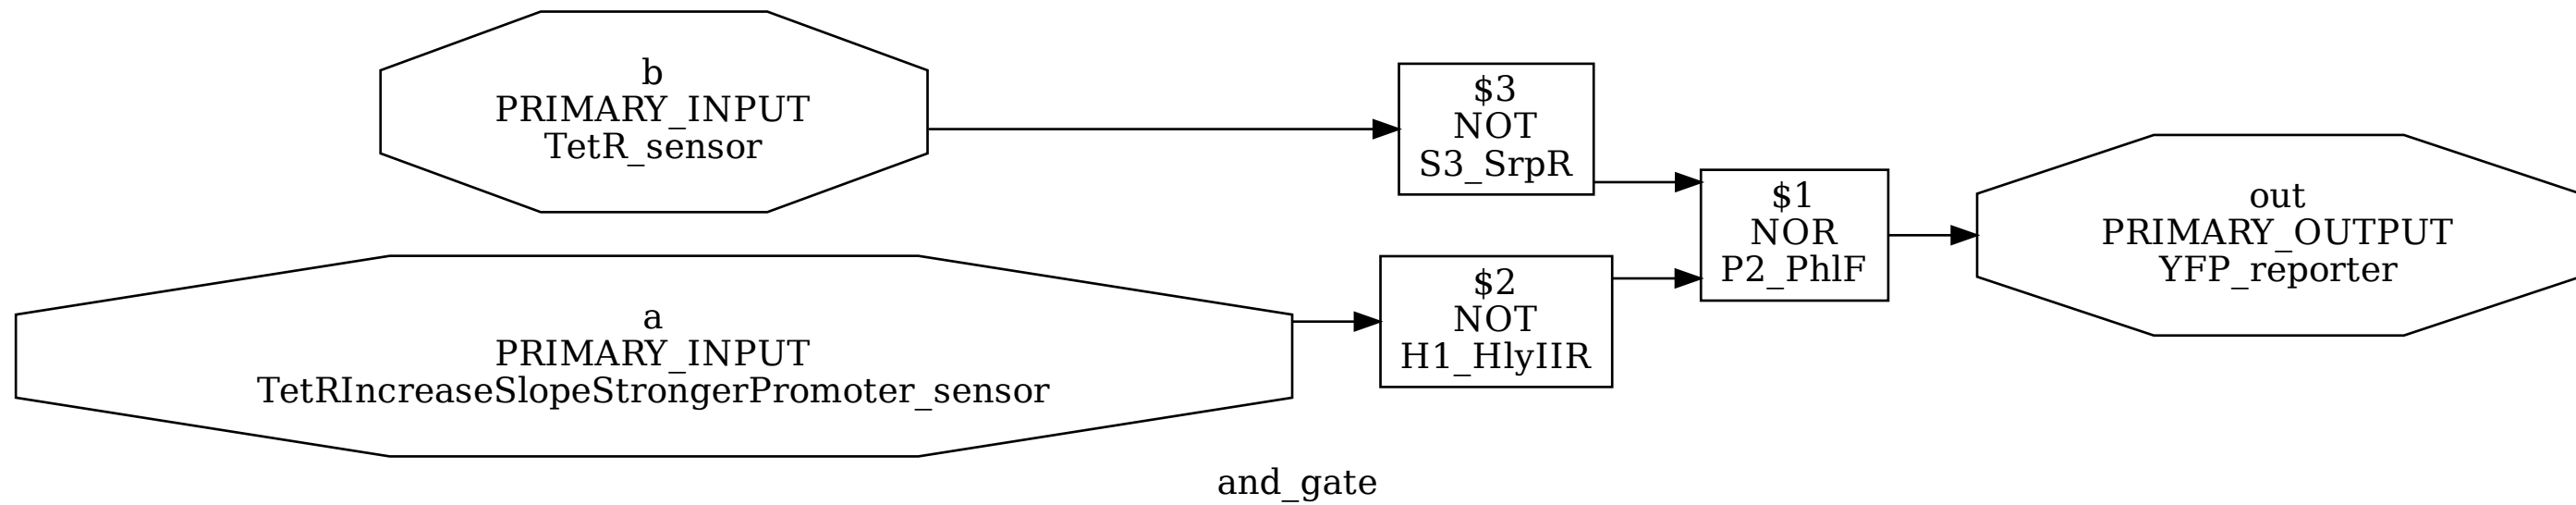 b
PRIMARY_INPUT
TetR_sensor
$3
NOT
S3_SrpR
a
PRIMARY_INPUT
TetRIncreaseSlopeStrongerPromoter_sensor
$2
NOT
H1_HlyIIR
$1
NOR
P2_PhlF
out
PRIMARY_OUTPUT
YFP_reporter
and_gate